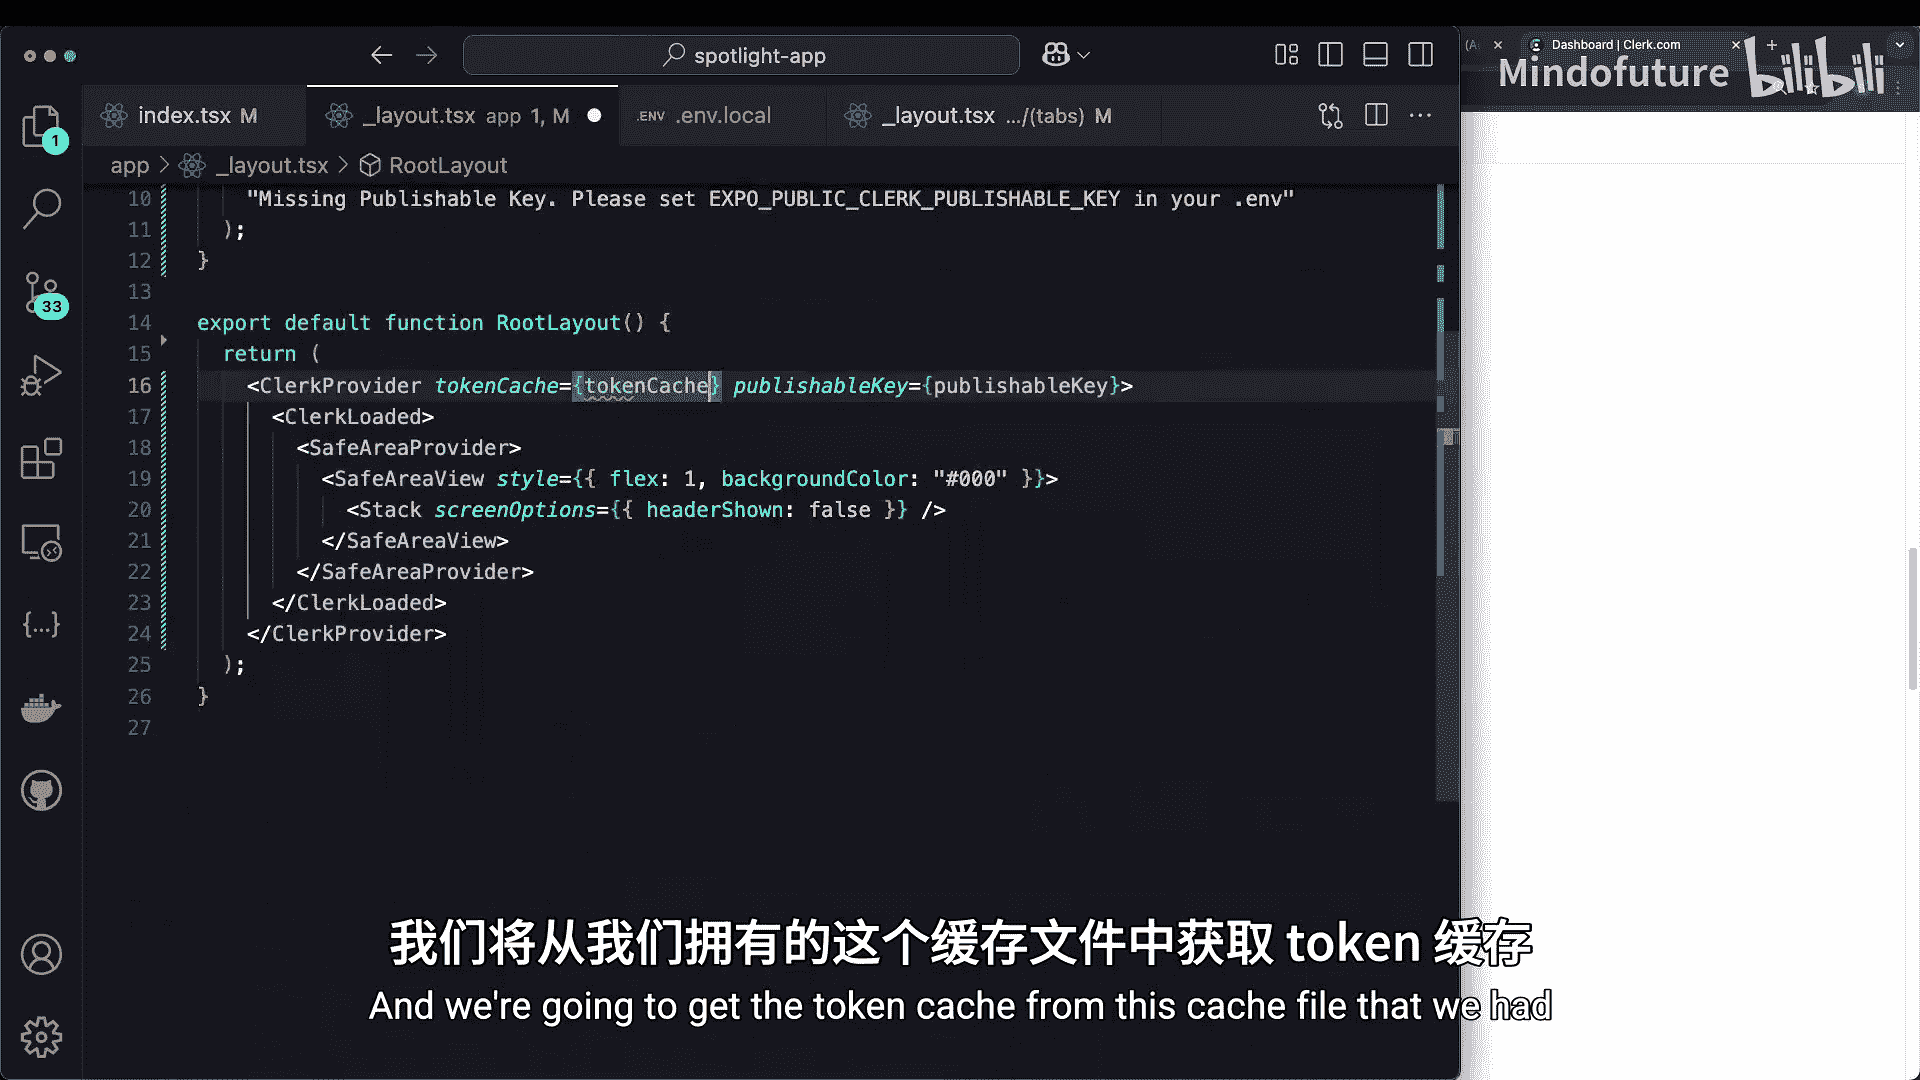 spotlight-app
Dashboard | Clerk.com
Mindofuture bilibili
index.tsx M
_layout.tsx app 1, M
.ENV .env.local
_layout.tsx .../(tabs) M
1
app > _layout.tsx > RootLayout
10 "Missing Publishable Key. Please set EXPO_PUBLIC_CLERK_PUBLISHABLE_KEY in your .env"
11 );
12 }
13
14 export default function RootLayout() {
15 return (
16 <ClerkProvider tokenCache={tokenCache} publishableKey={publishableKey}>
17 <ClerkLoaded>
18 <SafeAreaProvider>
19 <SafeAreaView style={{ flex: 1, backgroundColor: "#000" }}>
20 <Stack screenOptions={{ headerShown: false }} />
21 </SafeAreaView>
22 </SafeAreaProvider>
23 </ClerkLoaded>
24 </ClerkProvider>
25 );
26 }
27
33
我们将从我们拥有的这个缓存文件中获取 token 缓存
And we're going to get the token cache from this cache file that we had